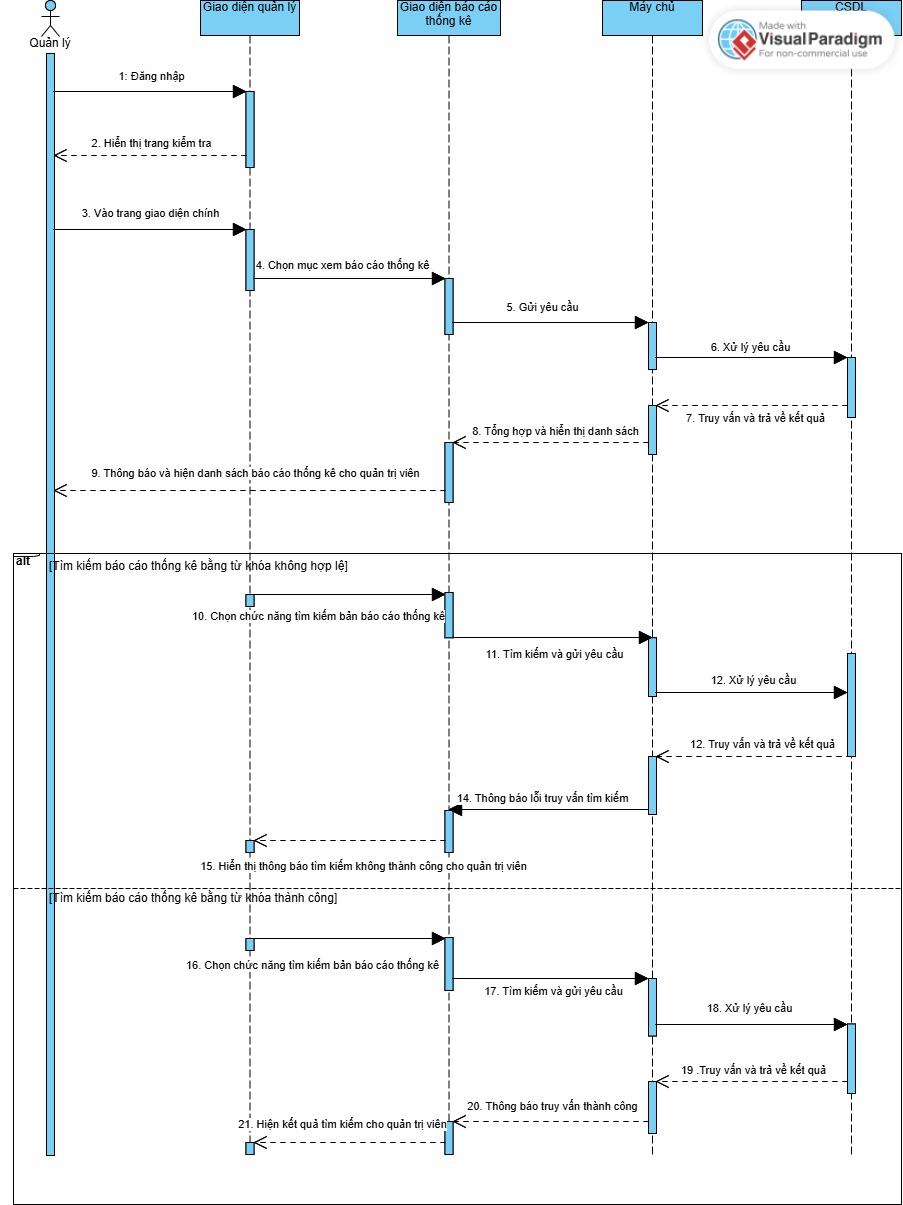 Giao diện quản lý
Giao diện báo cáo
thống kê
Máy chủ
CSDL
Made with
VisualParadigm
For non-commercial use
Quản lý
1: Đăng nhập
2. Hiển thị trang kiểm tra
3. Vào trang giao diện chính
4. Chọn mục xem báo cáo thống kê
5. Gửi yêu cầu
6. Xử lý yêu cầu
7. Truy vấn và trả về kết quả
8. Tổng hợp và hiển thị danh sách
9. Thông báo và hiện danh sách báo cáo thống kê cho quản trị viên
alt
[Tìm kiếm báo cáo thống kê bằng từ khóa không hợp lệ]
10. Chọn chức năng tìm kiếm bản báo cáo thống kê
11. Tìm kiếm và gửi yêu cầu
12. Xử lý yêu cầu
12. Truy vấn và trả về kết quả
14. Thông báo lỗi truy vấn tìm kiếm
15. Hiển thị thông báo tìm kiếm không thành công cho quản trị viên
[Tìm kiếm báo cáo thống kê bằng từ khóa thành công]
16. Chọn chức năng tìm kiếm bản báo cáo thống kê
17. Tìm kiếm và gửi yêu cầu
18. Xử lý yêu cầu
19 .Truy vấn và trả về kết quả
20. Thông báo truy vấn thành công
21. Hiện kết quả tìm kiếm cho quản trị viên